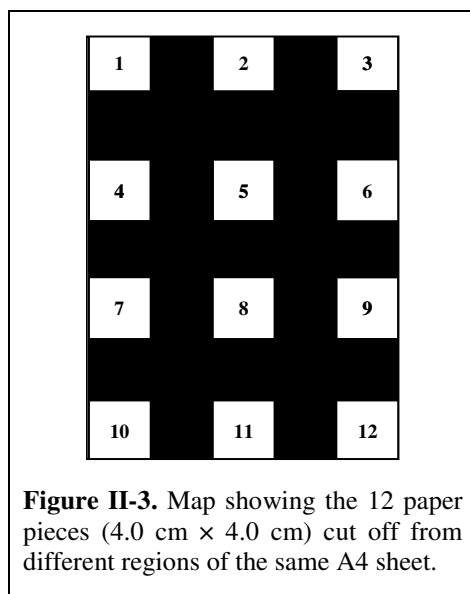 1 2 3
4 5 6
7 8 9
10 11 12
Figure II-3. Map showing the 12 paper
pieces (4.0 cm × 4.0 cm) cut off from
different regions of the same A4 sheet.